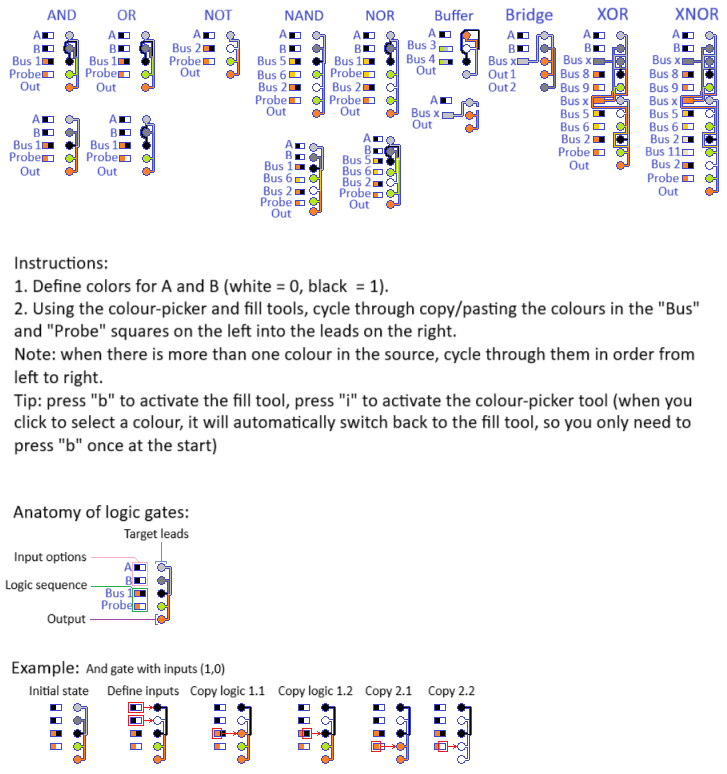 AND OR NOT NAND NOR Buffer Bridge XOR XNOR
A A A A A A A A A
B B Bus 2 B B Bus 3 B B B
Bus 1 Bus 1 Probe Bus 5 Bus 1 Bus 4 Bus x Bus x Bus x
Probe Probe Out Bus 6 Probe Out Out 1 Bus 8 Bus 8
Out Out Bus 2 Bus 2 Out 2 Bus 9 Bus 9
Probe Probe A Bus x Bus x
Out Out Bus x Bus 5 Bus 5
Out Bus 6 Bus 6
A A Bus 2 Bus 2
B B Probe Bus 11
Bus 1 Bus 1 Out Bus 2
Probe Probe Probe
Out Out Out
A A
B B
Bus 1 Bus 5
Bus 6 Bus 6
Bus 2 Bus 2
Probe Probe
Out Out
Instructions:
1. Define colors for A and B (white = 0, black = 1).
2. Using the colour-picker and fill tools, cycle through copy/pasting the colours in the "Bus"
and "Probe" squares on the left into the leads on the right.
Note: when there is more than one colour in the source, cycle through them in order from
left to right.
Tip: press "b" to activate the fill tool, press "i" to activate the colour-picker tool (when you
click to select a colour, it will automatically switch back to the fill tool, so you only need to
press "b" once at the start)
Anatomy of logic gates:
Target leads
Input options
A
B
Logic sequence
Bus 1
Probe
Output
Example: And gate with inputs (1,0)
Initial state Define inputs Copy logic 1.1 Copy logic 1.2 Copy 2.1 Copy 2.2